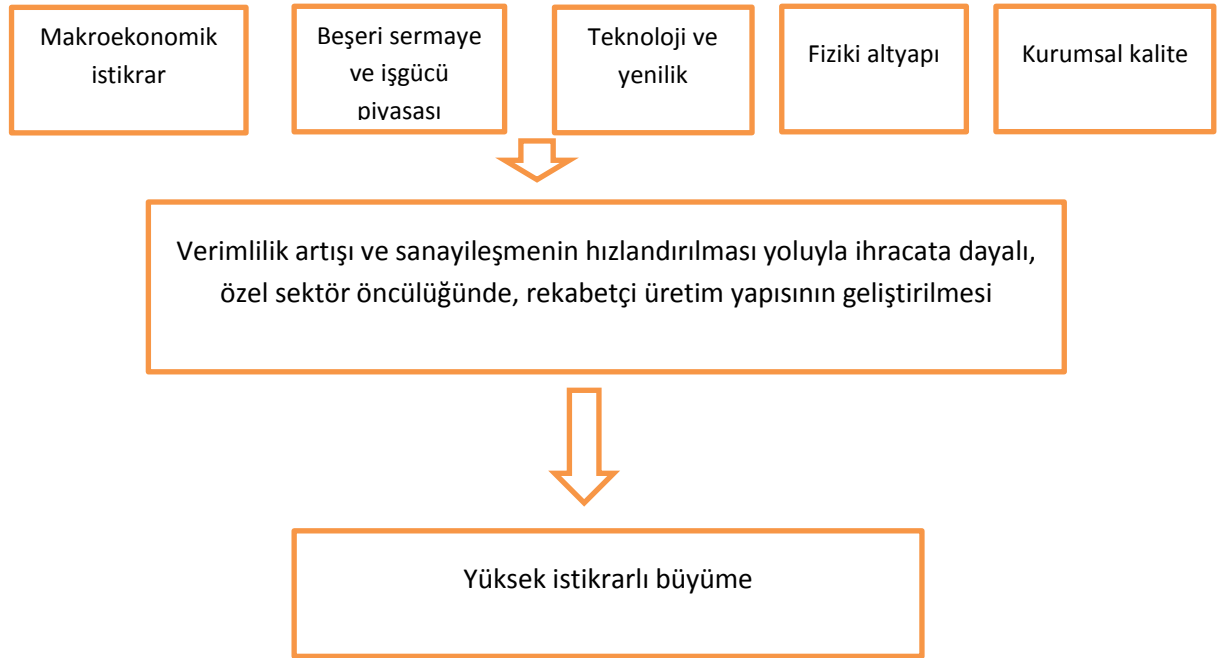 Makroekonomik
istikrar
Beşeri sermaye
ve işgücü
piyasası
Teknoloji ve
yenilik
Fiziki altyapı
Kurumsal kalite
Verimlilik artışı ve sanayileşmenin hızlandırılması yoluyla ihracata dayalı,
özel sektör öncülüğünde, rekabetçi üretim yapısının geliştirilmesi
Yüksek istikrarlı büyüme